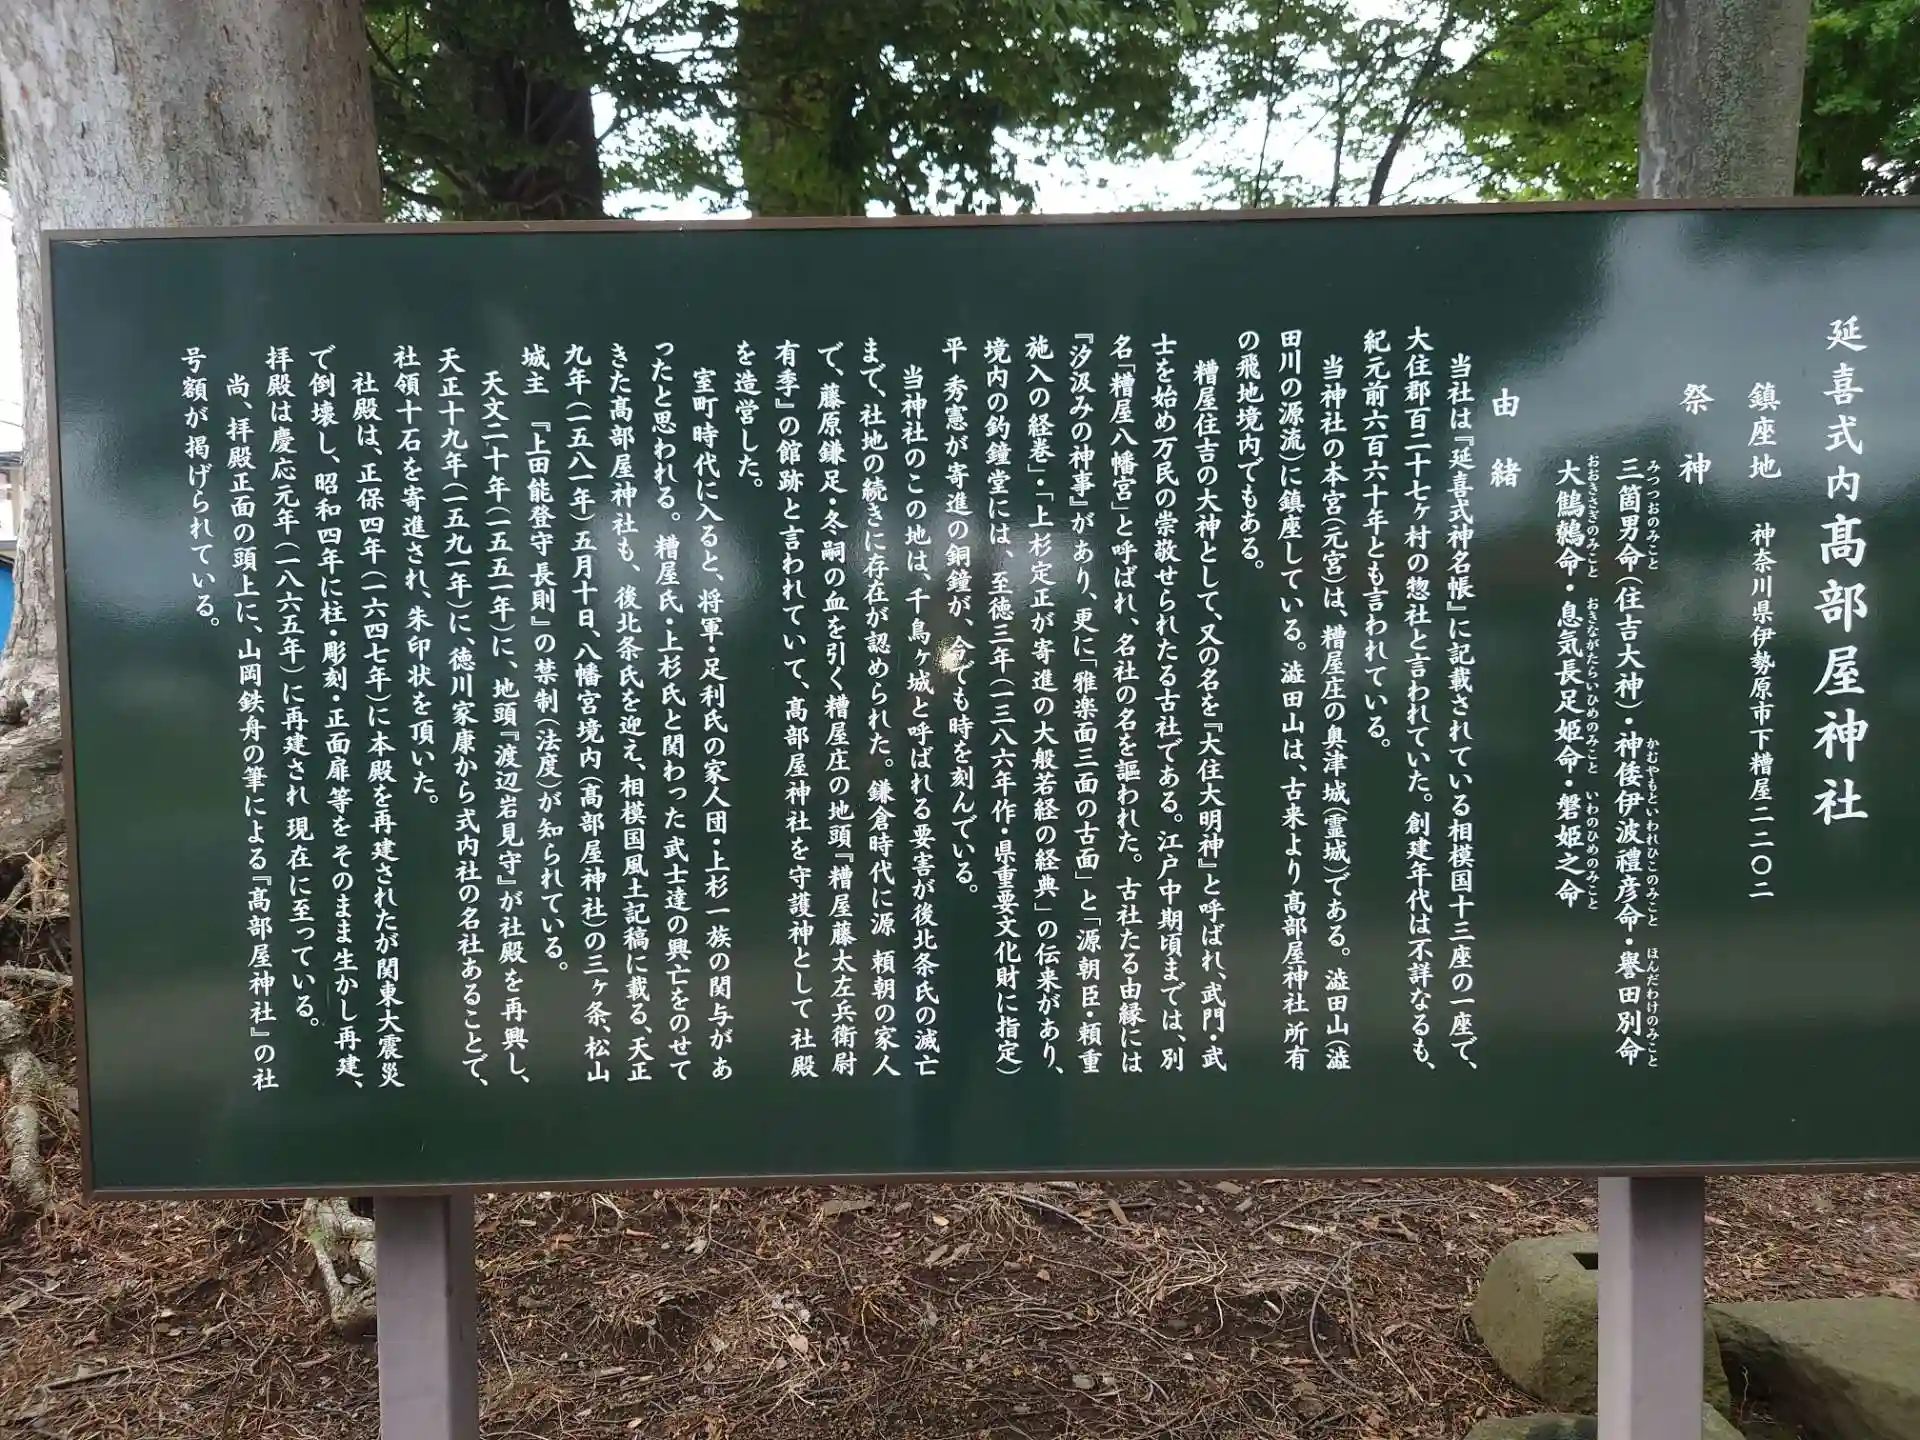 延喜式内髙部屋神社
鎮座地　神奈川県伊勢原市下糟屋二二〇二
祭神
三箇男命(住吉大神)・神倭伊波禮彦命・譽田別命
みつつおのみこと　かむやもといわれひこのみこと　ほんだわけのみこと
大鷦鷯命・息気長足姫命・磐姫之命
おおささぎのみこと　おきながたらいひめのみこと　いわのひめのみこと
由緒
当社は『延喜式神名帳』に記載されている相模国十三座の一座で、
大住郡百二十七ヶ村の惣社と言われていた。創建年代は不詳なるも、
紀元前六百六十年とも言われている。
当神社の本宮(元宮)は、糟屋庄の奥津城(霊城)である。澁田山(澁
田川の源流)に鎮座している。澁田山は、古来より髙部屋神社所有
の飛地境内でもある。
糟屋住吉の大神として、又の名を『大住大明神』と呼ばれ、武門・武
士を始め万民の崇敬せられたる古社である。江戸中期頃までは、別
名「糟屋八幡宮」と呼ばれ、名社の名を謳われた。古社たる由縁には
『汐汲みの神事』があり、更に「雅楽面三面の古面」と「源朝臣・頼重
施入の経巻」・「上杉定正が寄進の大般若経の経典」の伝来があり、
境内の釣鐘堂には、至徳三年(一三八六年作・県重要文化財に指定)
平 秀憲が寄進の銅鐘が、今でも時を刻んでいる。
当神社のこの地は、千鳥ヶ城と呼ばれる要害が後北条氏の滅亡
まで、社地の続きに存在が認められた。鎌倉時代に源 頼朝の家人
で、藤原鎌足・冬嗣の血を引く糟屋庄の地頭『糟屋藤太左兵衛尉
有季』の館跡と言われていて、髙部屋神社を守護神として社殿
を造営した。
室町時代に入ると、将軍・足利氏の家人団・上杉一族の関与があ
ったと思われる。糟屋氏・上杉氏と関わった武士達の興亡をのせて
きた髙部屋神社も、後北条氏を迎え、相模国風土記稿に載る、天正
九年(一五八一年)五月十日、八幡宮境内(髙部屋神社)の三ヶ条、松山
城主『上田能登守長則』の禁制(法度)が知られている。
天文二十年(一五五一年)に、地頭『渡辺岩見守』が社殿を再興し、
天正十九年(一五九一年)に、徳川家康から式内社の名社あることで、
社領十石を寄進され、朱印状を頂いた。
社殿は、正保四年(一六四七年)に本殿を再建されたが関東大震災
で倒壊し、昭和四年に柱・彫刻・正面扉等をそのまま生かし再建、
拝殿は慶応元年(一八六五年)に再建され現在に至っている。
尚、拝殿正面の頭上に、山岡鉄舟の筆による『髙部屋神社』の社
号額が掲げられている。